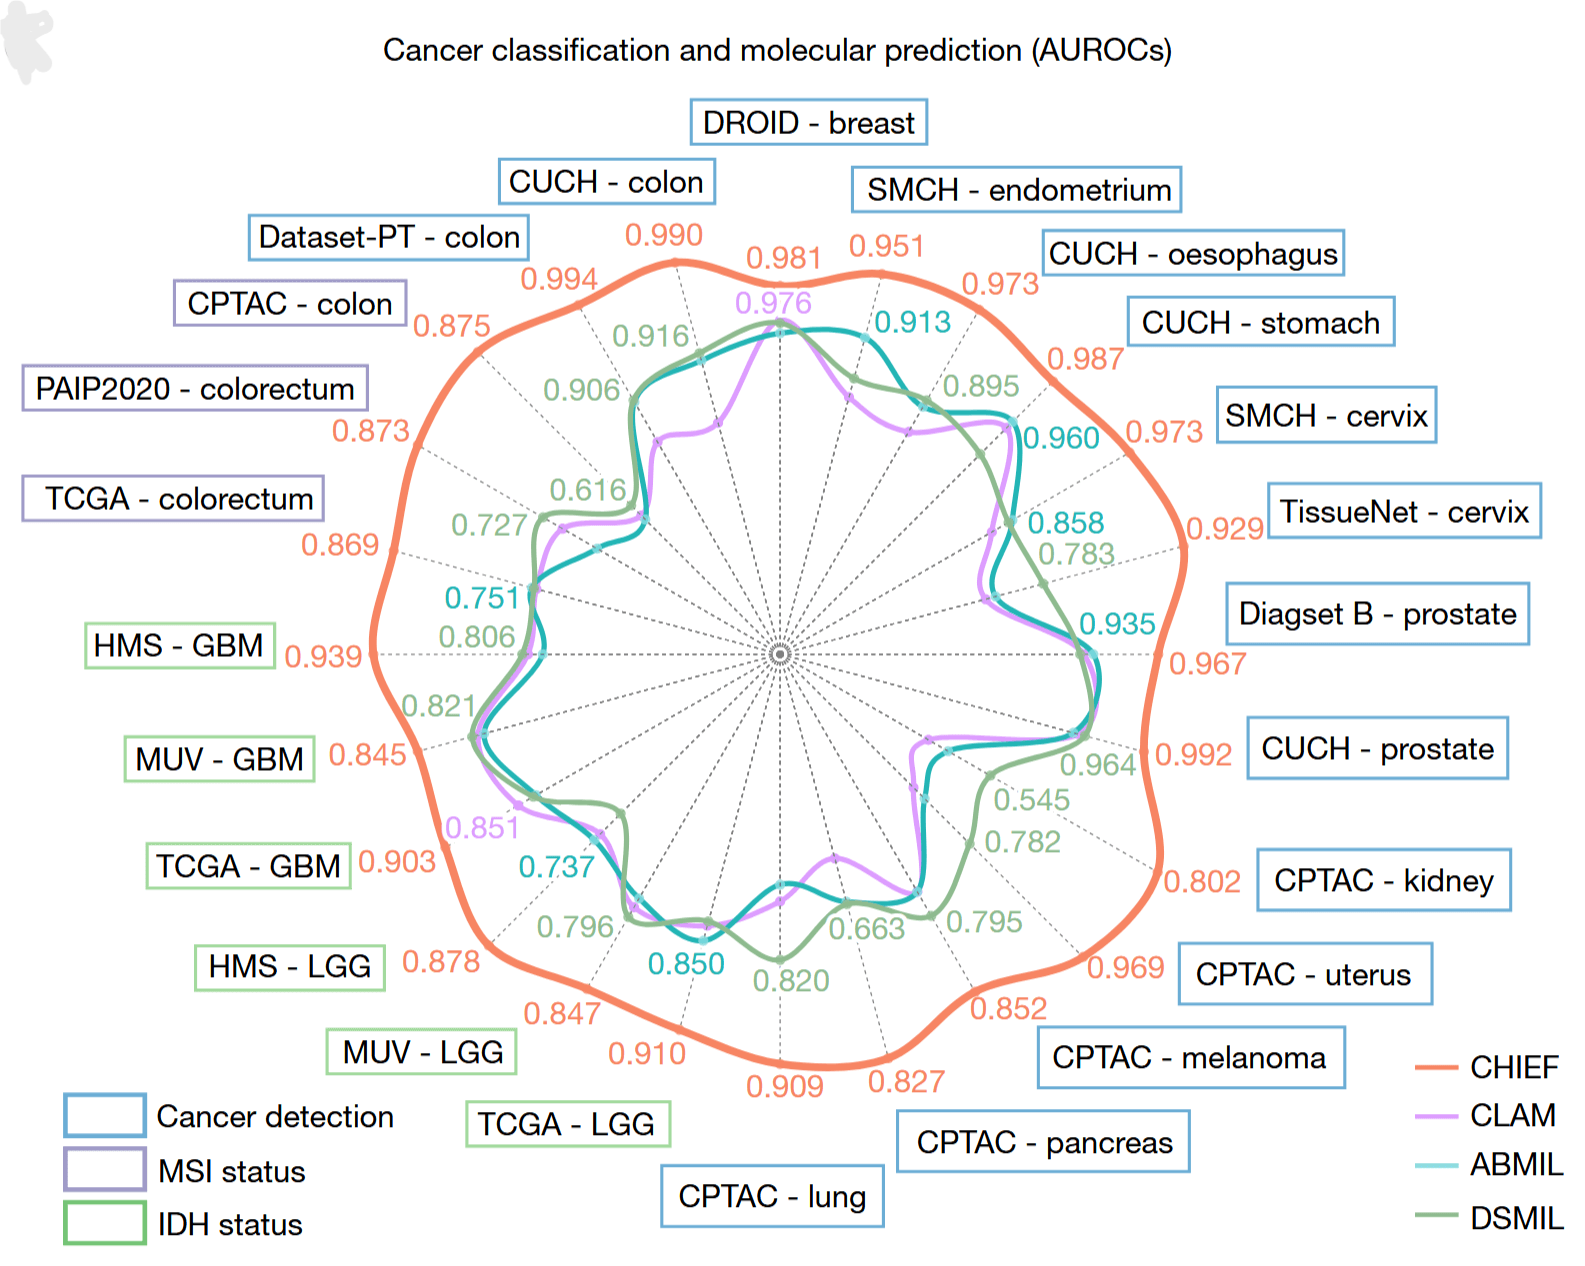 Cancer classification and molecular prediction (AUROCs)
DROID - breast
CUCH - colon
SMCH - endometrium
Dataset-PT - colon
0.990
0.981
0.951
CUCH - oesophagus
CPTAC - colon
0.994
0.976
0.973
CUCH - stomach
0.875
0.916
0.913
0.987
PAIP2020 - colorectum
0.873
0.906
0.895
0.960
0.973
SMCH - cervix
TCGA - colorectum
0.616
0.727
0.858
0.929
TissueNet - cervix
0.869
0.783
0.751
0.935
Diagset B - prostate
HMS - GBM
0.939
0.806
0.967
0.821
MUV - GBM
0.845
0.964
0.992
CUCH - prostate
0.851
0.545
TCGA - GBM
0.903
0.737
0.782
0.802
CPTAC - kidney
HMS - LGG
0.878
0.796
0.850
0.820
0.663
0.795
0.969
CPTAC - uterus
0.847
0.852
MUV - LGG
0.910
0.909
0.827
CPTAC - melanoma
TCGA - LGG
CPTAC - pancreas
CPTAC - lung
Cancer detection
MSI status
IDH status
CHIEF
CLAM
ABMIL
DSMIL